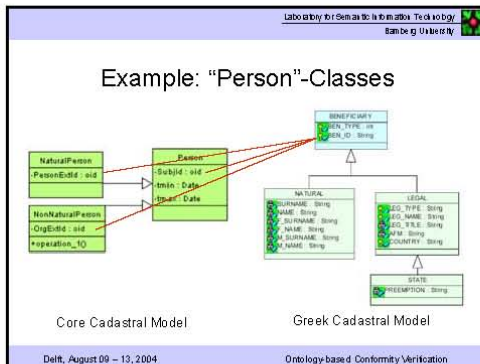 Laboratory for Semantic Information Technology
Bamberg University
Example: "Person"-Classes
NaturalPerson
-PersonExtId : oid
NonNaturalPerson
-OrgExtId : oid
+operation_1()
Person
-SubjId : oid
-tmin : Date
-tmax : Date
BENEFICIARY
BEN_TYPE : int
BEN_ID : String
NATURAL
SURNAME : String
NAME : String
F_SURNAME : String
F_NAME : String
M_SURNAME : String
M_NAME : String
LEGAL
LEG_TYPE : String
LEG_NAME : String
LEG_TITLE : String
AFM : String
COUNTRY : String
STATE
PREEMPTION : String
Core Cadastral Model
Greek Cadastral Model
Delft, August 09 – 13, 2004
Ontology-based Conformity Verification